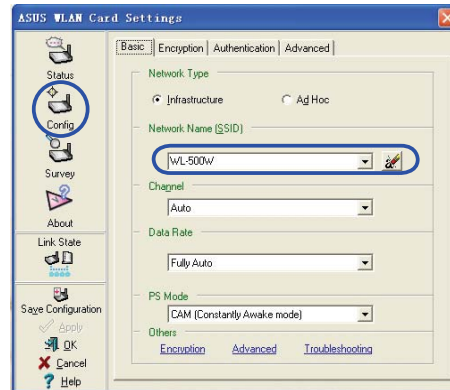 ASUS WLAN Card Settings
Status
Config
Survey
About
Link State
Save Configuration
Apply
OK
Cancel
Help
Basic
Encryption
Authentication
Advanced
Network Type
Infrastructure
Ad Hoc
Network Name (SSID)
WL-500W
Channel
Auto
Data Rate
Fully Auto
PS Mode
CAM (Constantly Awake mode)
Others
Encryption
Advanced
Troubleshooting